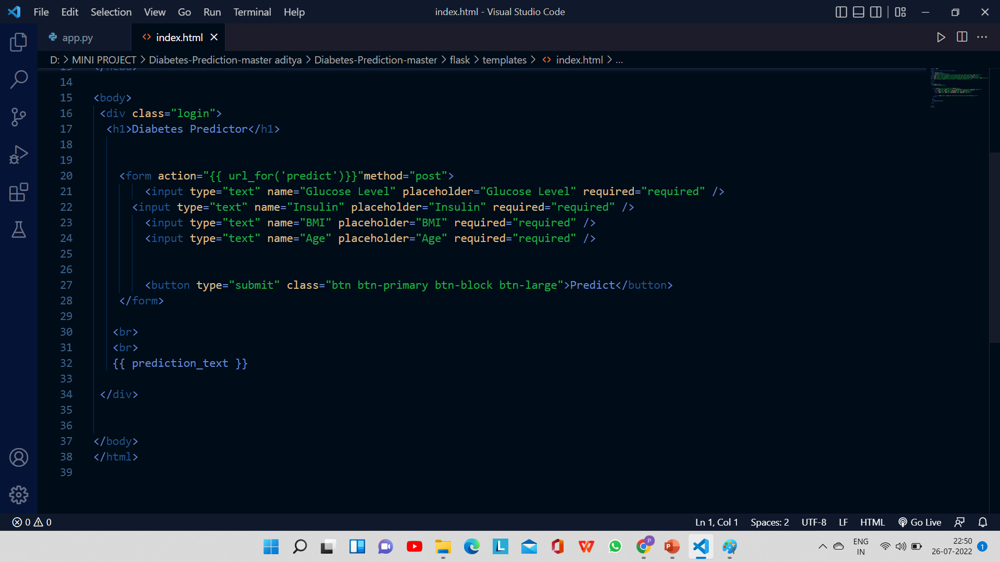 File Edit Selection View Go Run Terminal Help
index.html - Visual Studio Code
app.py
index.html
D: > MINI PROJECT > Diabetes-Prediction-master aditya > Diabetes-Prediction-master > flask > templates > index.html > ...
13 </head>
14
15 <body>
16 <div class="login">
17 <h1>Diabetes Predictor</h1>
18
19
20 <form action="{{ url_for('predict')}}"method="post">
21 <input type="text" name="Glucose Level" placeholder="Glucose Level" required="required" />
22 <input type="text" name="Insulin" placeholder="Insulin" required="required" />
23 <input type="text" name="BMI" placeholder="BMI" required="required" />
24 <input type="text" name="Age" placeholder="Age" required="required" />
25
26
27 <button type="submit" class="btn btn-primary btn-block btn-large">Predict</button>
28 </form>
29
30 <br>
31 <br>
32 {{ prediction_text }}
33
34 </div>
35
36
37 </body>
38 </html>
39
0 0
Ln 1, Col 1 Spaces: 2 UTF-8 LF HTML Go Live
ENG
IN
22:50
26-07-2022
1